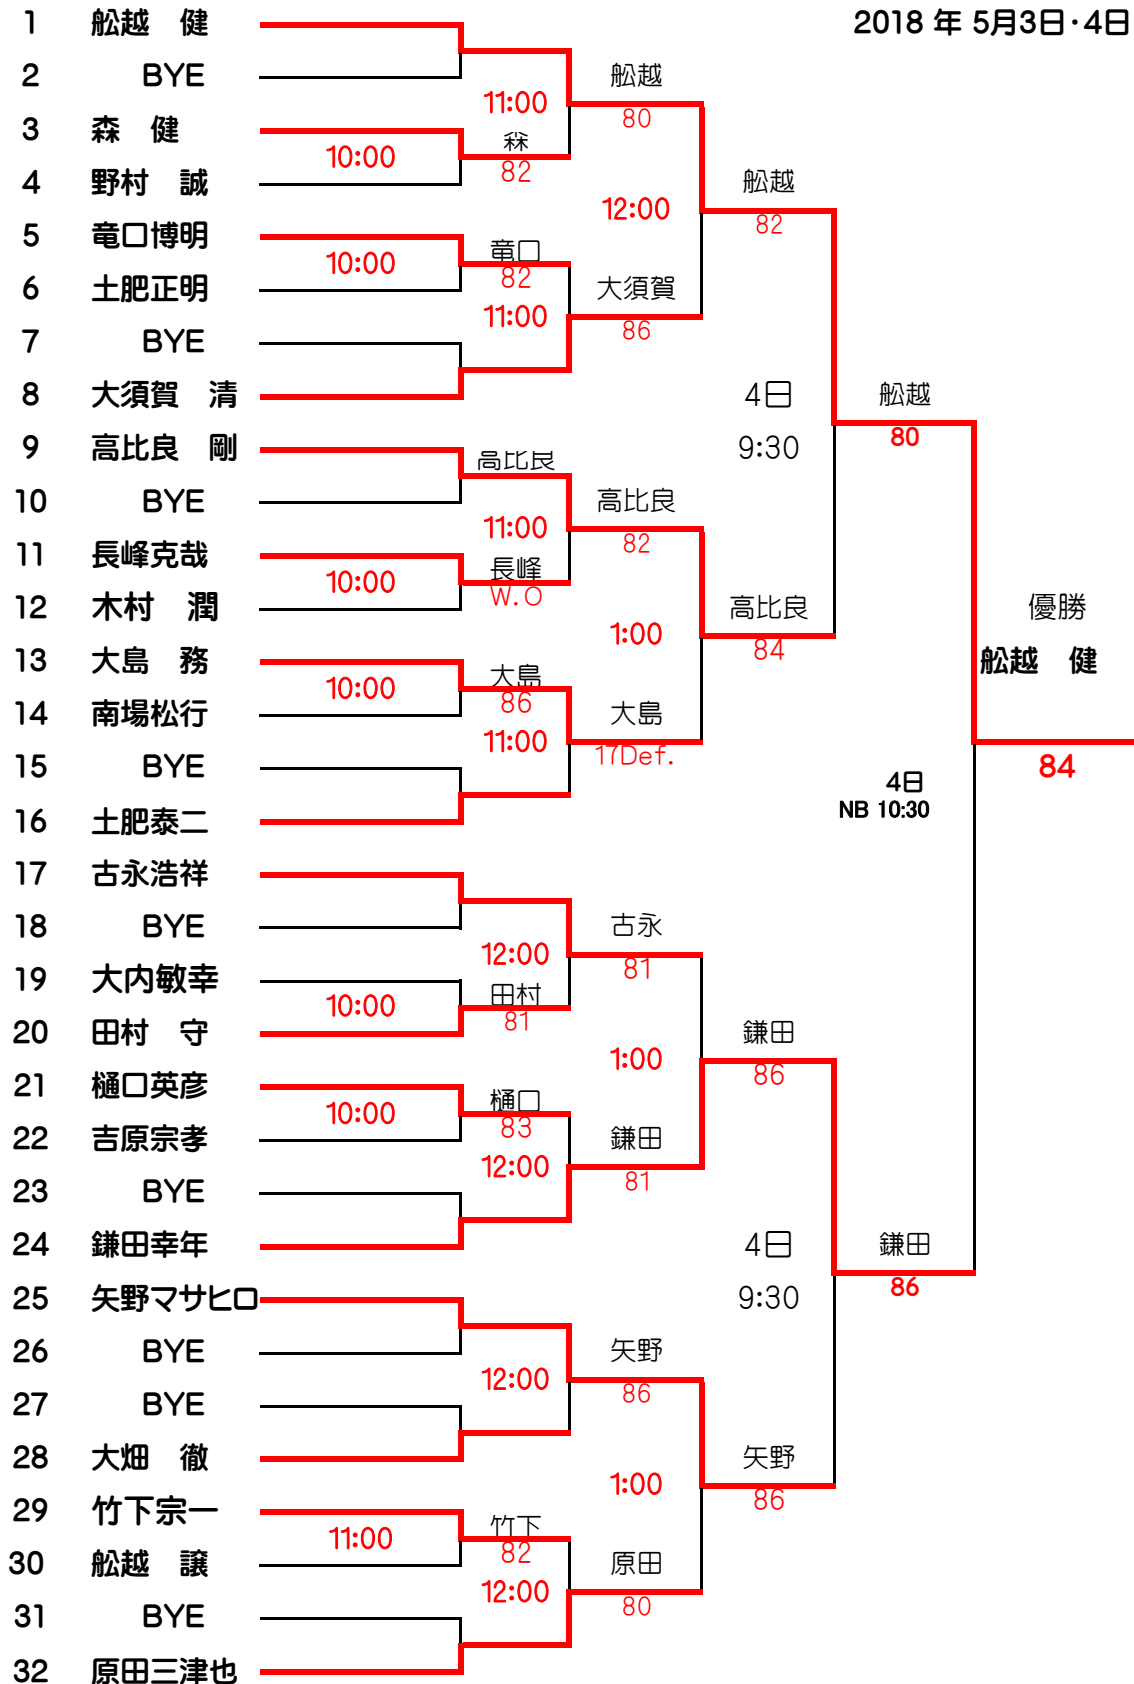 2018 年 5月3日・4日
1 舩越 健
2 BYE
舩越
80
11:00
3 森 健
10:00
森
82
4 野村 誠
舩越
82
12:00
5 竜口博明
10:00
竜口
82
6 土肥正明
大須賀
86
11:00
7 BYE
8 大須賀 清
4日
9:30
舩越
80
9 高比良 剛
高比良
10 BYE
高比良
82
11:00
11 長峰克哉
10:00
長峰
W.O
12 木村 潤
高比良
84
1:00
優勝
舩越 健
84
13 大島 務
10:00
大島
86
14 南場松行
大島
17Def.
11:00
15 BYE
4日
NB 10:30
16 土肥泰二
17 古永浩祥
18 BYE
古永
81
12:00
19 大内敏幸
10:00
田村
81
20 田村 守
鎌田
86
1:00
21 樋口英彦
10:00
樋口
83
22 吉原宗孝
鎌田
81
12:00
23 BYE
24 鎌田幸年
4日
9:30
鎌田
86
25 矢野マサヒロ
26 BYE
矢野
86
12:00
27 BYE
28 大畑 徹
矢野
86
1:00
29 竹下宗一
11:00
竹下
82
30 舩越 譲
原田
80
12:00
31 BYE
32 原田三津也